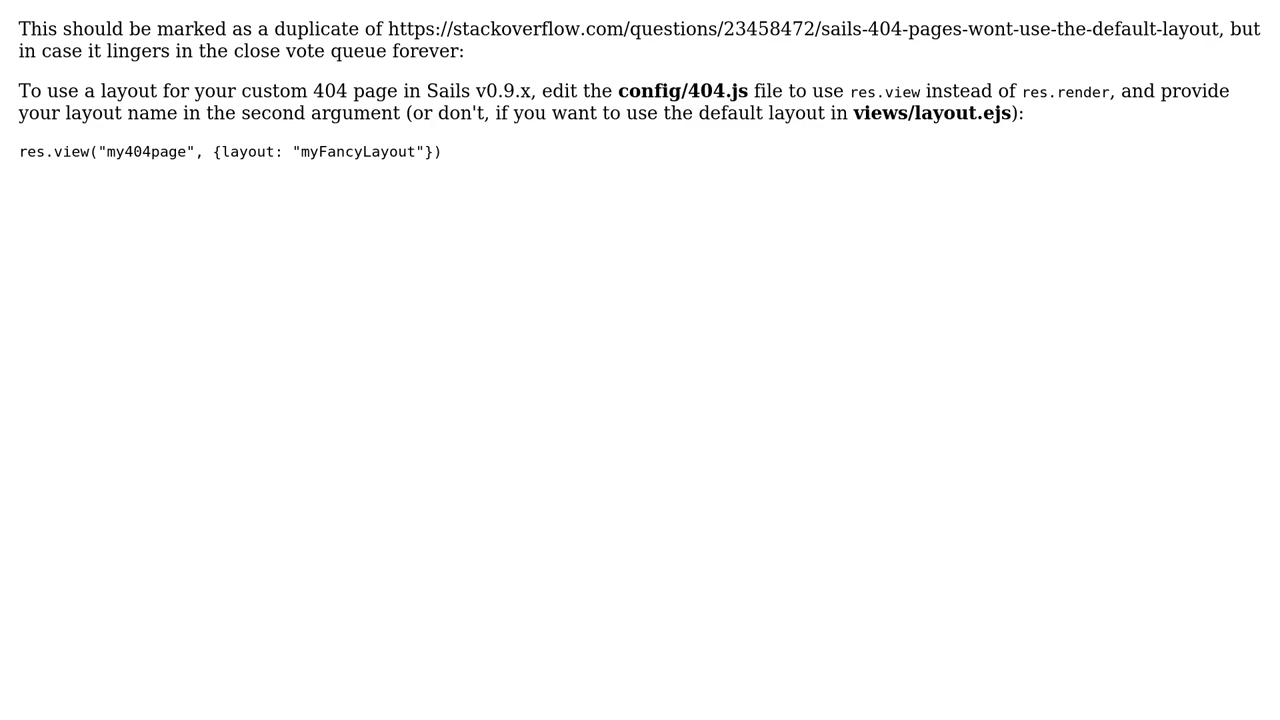 This should be marked as a duplicate of https://stackoverflow.com/questions/23458472/sails-404-pages-wont-use-the-default-layout, but
in case it lingers in the close vote queue forever:
To use a layout for your custom 404 page in Sails v0.9.x, edit the config/404.js file to use res.view instead of res.render, and provide
your layout name in the second argument (or don't, if you want to use the default layout in views/layout.ejs):
res.view("my404page", {layout: "myFancyLayout"})